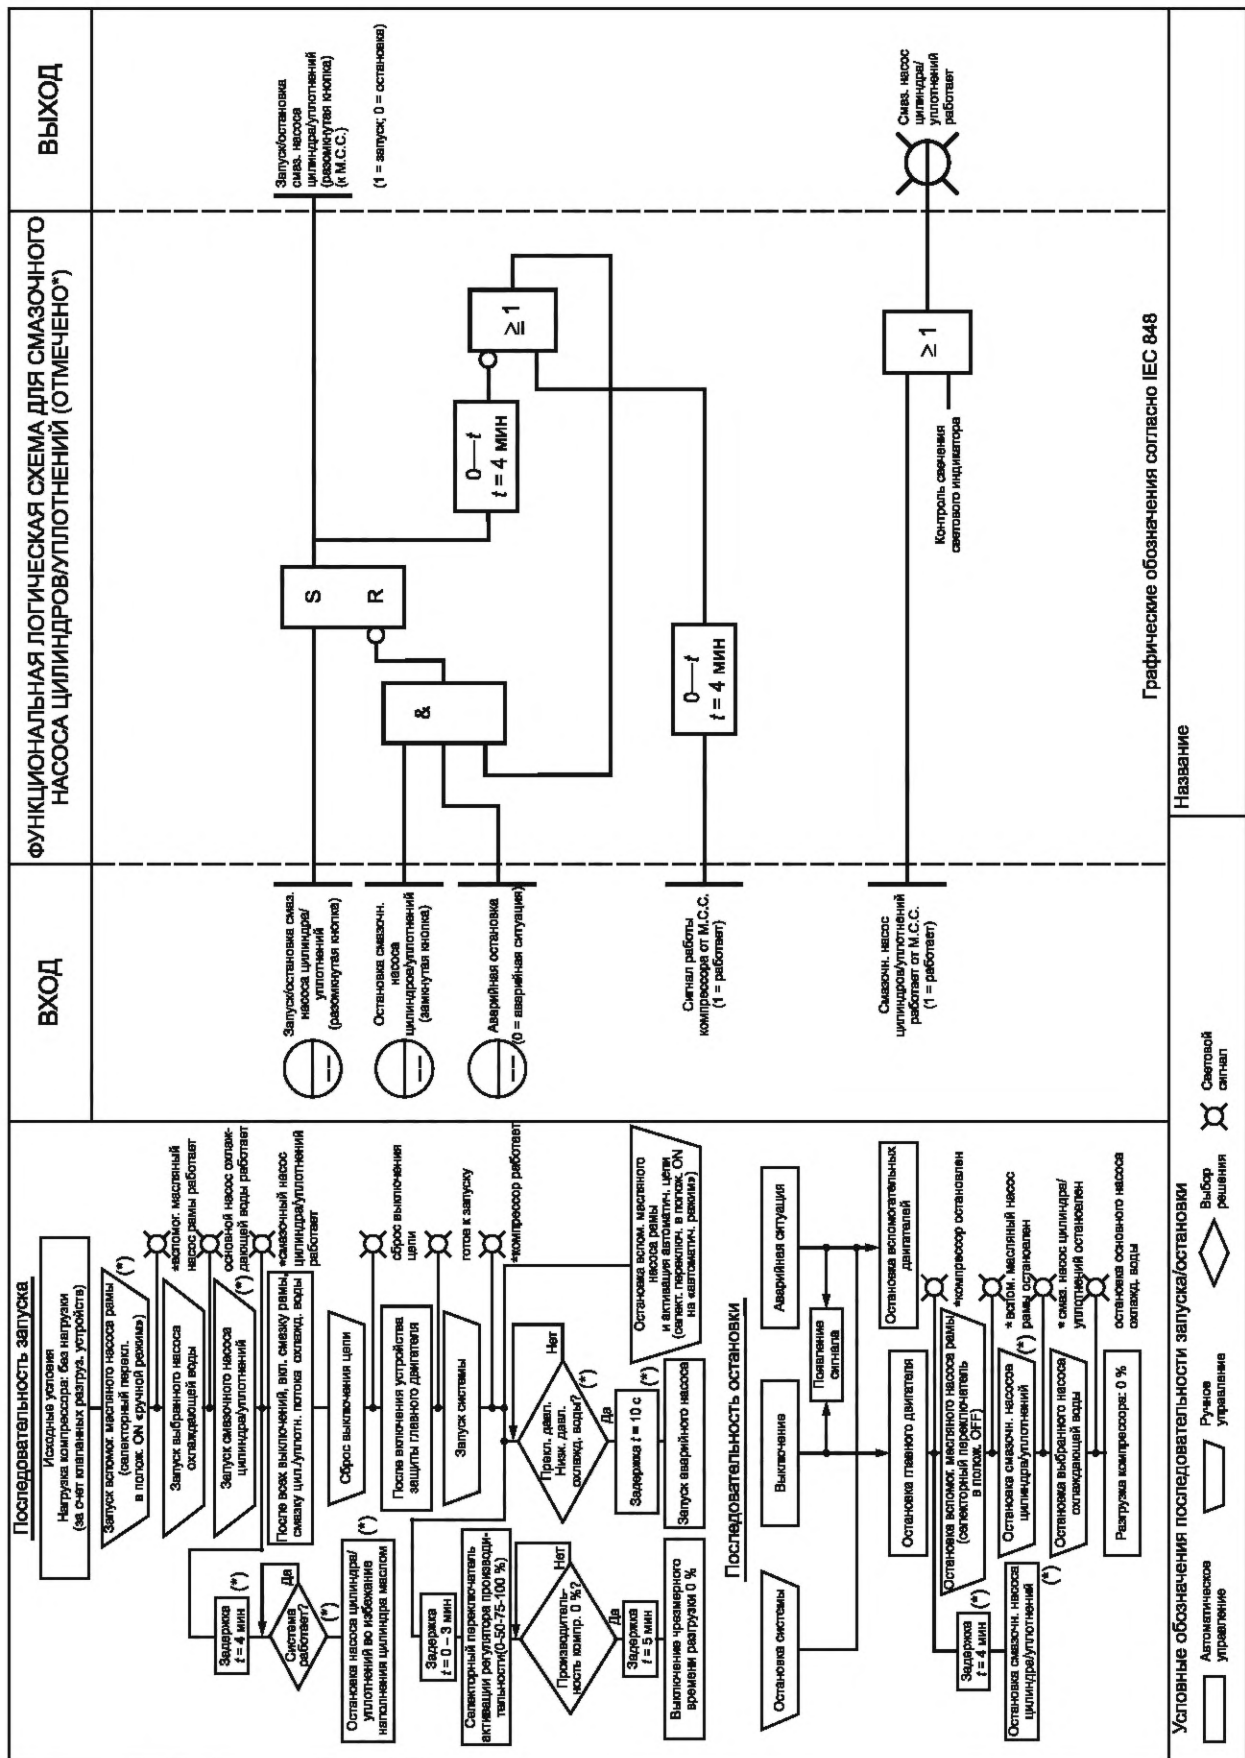 Последовательность запуска
Исходные условия
Нагрузка компрессора: без нагрузки
(за счет клапанных разгруз. устройств)
Запуск вспомог. масляного насоса рамы
(селекторный перекл.
в полож. ON «ручной режим»)
(*)
*вспомог. масляный
насос рамы работает
Запуск выбранного насоса
охлаждающей воды
основной насос охлаж-
дающей воды работает
Запуск смазочного насоса
цилиндра/уплотнений
(*)
*смазочный насос
цилиндра/уплотнений
работает
Задержка
t = 4 мин
(*)
Система
работает?
Да
(*)
Остановка насоса цилиндра/
уплотнений во избежание
наполнения цилиндра маслом
(*)
После всех выключений, вкл. смазку рамы,
смазку цил./уплотн. потока охлажд. воды
Сброс выключения цепи
сброс выключения
цепи
После включения устройства
защиты главного двигателя
готов к запуску
Запуск системы
*компрессор работает
Задержка
t = 0 – 3 мин
Селекторный переключатель
активации регулятора производи-
тельности(0-50-75-100 %)
Производитель-
ность компр. 0 %?
Нет
Да
Задержка
t = 5 мин
Выключение чрезмерного
времени разгрузки 0 %
Прекл. давл.
Низк. давл.
охлажд. воды?
Нет
(*)
Да
Задержка t = 10 с
(*)
Запуск аварийного насоса
Остановка вспом. масляного
насоса рамы
и активация автоматич. цепи
(селект. переключ. в полож. ON
на «автоматич. режим»)
Последовательность остановки
Остановка системы
Выключение
Аварийная ситуация
Появление
сигнала
Остановка главного двигателя
Остановка вспомогательных
двигателей
*компрессор остановлен
Остановка вспомог. масляного насоса рамы
(селекторный переключатель
в полож. OFF)
*вспом. масляный насос
рамы остановлен
Задержка
t = 4 мин
(*)
Остановка смазочн. насоса
цилиндра/уплотнений
(*)
Остановка смазочн. насосов
цилиндра/уплотнений
(*)
*смаз. насос цилиндра/
уплотнений остановлен
Остановка выбранного насоса
охлаждающей воды
остановка основного насоса
охлажд. воды
Разгрузка компрессора: 0 %
Условные обозначения последовательности запуска/остановки
Автоматическое
управление
Ручное
управление
Выбор
решения
Световой
сигнал
ВХОД
Запуск/остановка смаз.
насоса цилиндра/
уплотнений
(разомкнутая кнопка)
Остановка смазочн.
насоса
цилиндров/уплотнений
(замкнутая кнопка)
Аварийная остановка
(0 = аварийная ситуация)
Сигнал работы
компрессора от М.С.С.
(1 = работает)
Смазочн. насос
цилиндров/уплотнений
работает от М.С.С.
(1 = работает)
ФУНКЦИОНАЛЬНАЯ ЛОГИЧЕСКАЯ СХЕМА ДЛЯ СМАЗОЧНОГО
НАСОСА ЦИЛИНДРОВ/УПЛОТНЕНИЙ (ОТМЕЧЕНО*)
S
R
&
0—t
t = 4 мин
≥ 1
0—t
t = 4 мин
≥ 1
Контроль свечения
светового индикатора
Графические обозначения согласно IEC 848
Название
ВЫХОД
Запуск/остановка
смаз. насоса
цилиндра/уплотнений
(разомкнутая кнопка)
(к М.С.С.)
(1 = запуск; 0 = остановка)
Смаз. насос
цилиндра/
уплотнений
работает